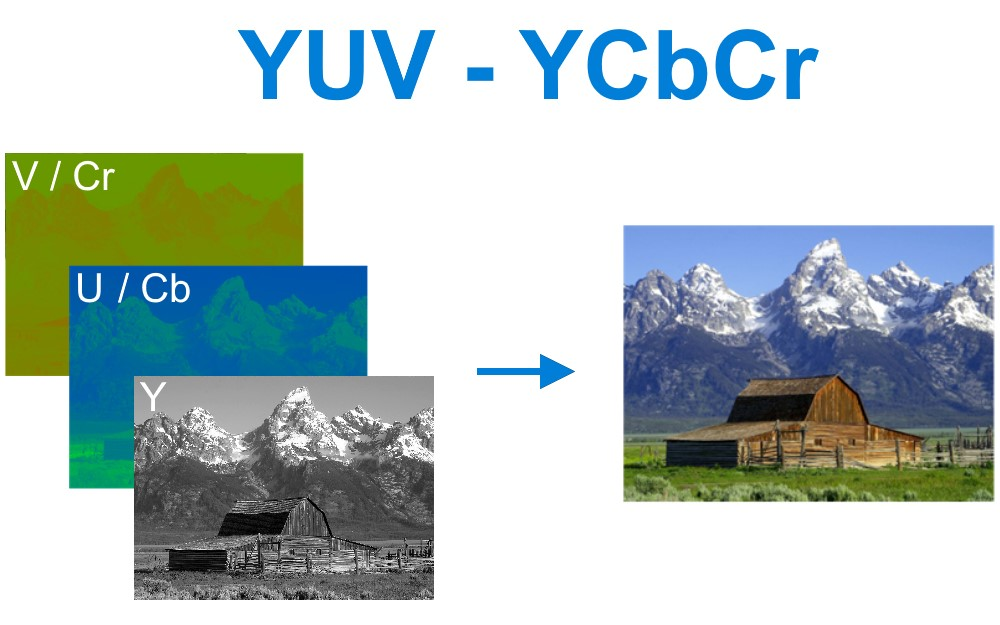 YUV - YCbCr
V / Cr
U / Cb
Y